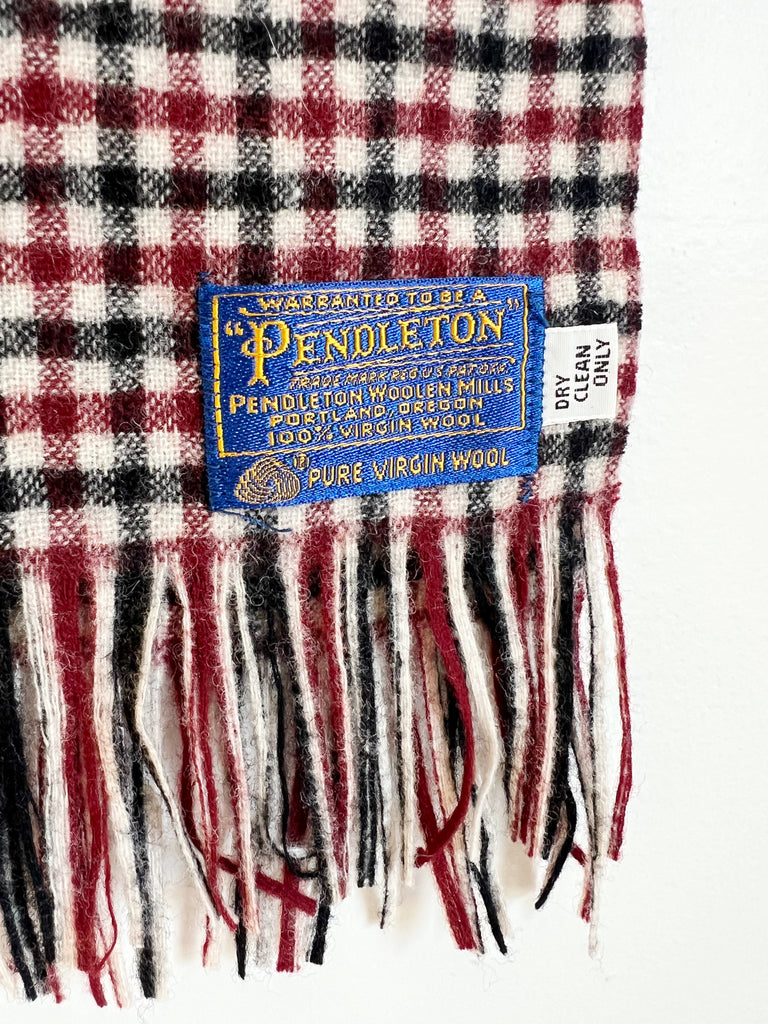 WARRANTED TO BE A
"PENDLETON"
TRADE MARK REG U.S. PAT. OFF.
PENDLETON WOOLEN MILLS
PORTLAND, OREGON
100% VIRGIN WOOL
® PURE VIRGIN WOOL
DRY
CLEAN
ONLY